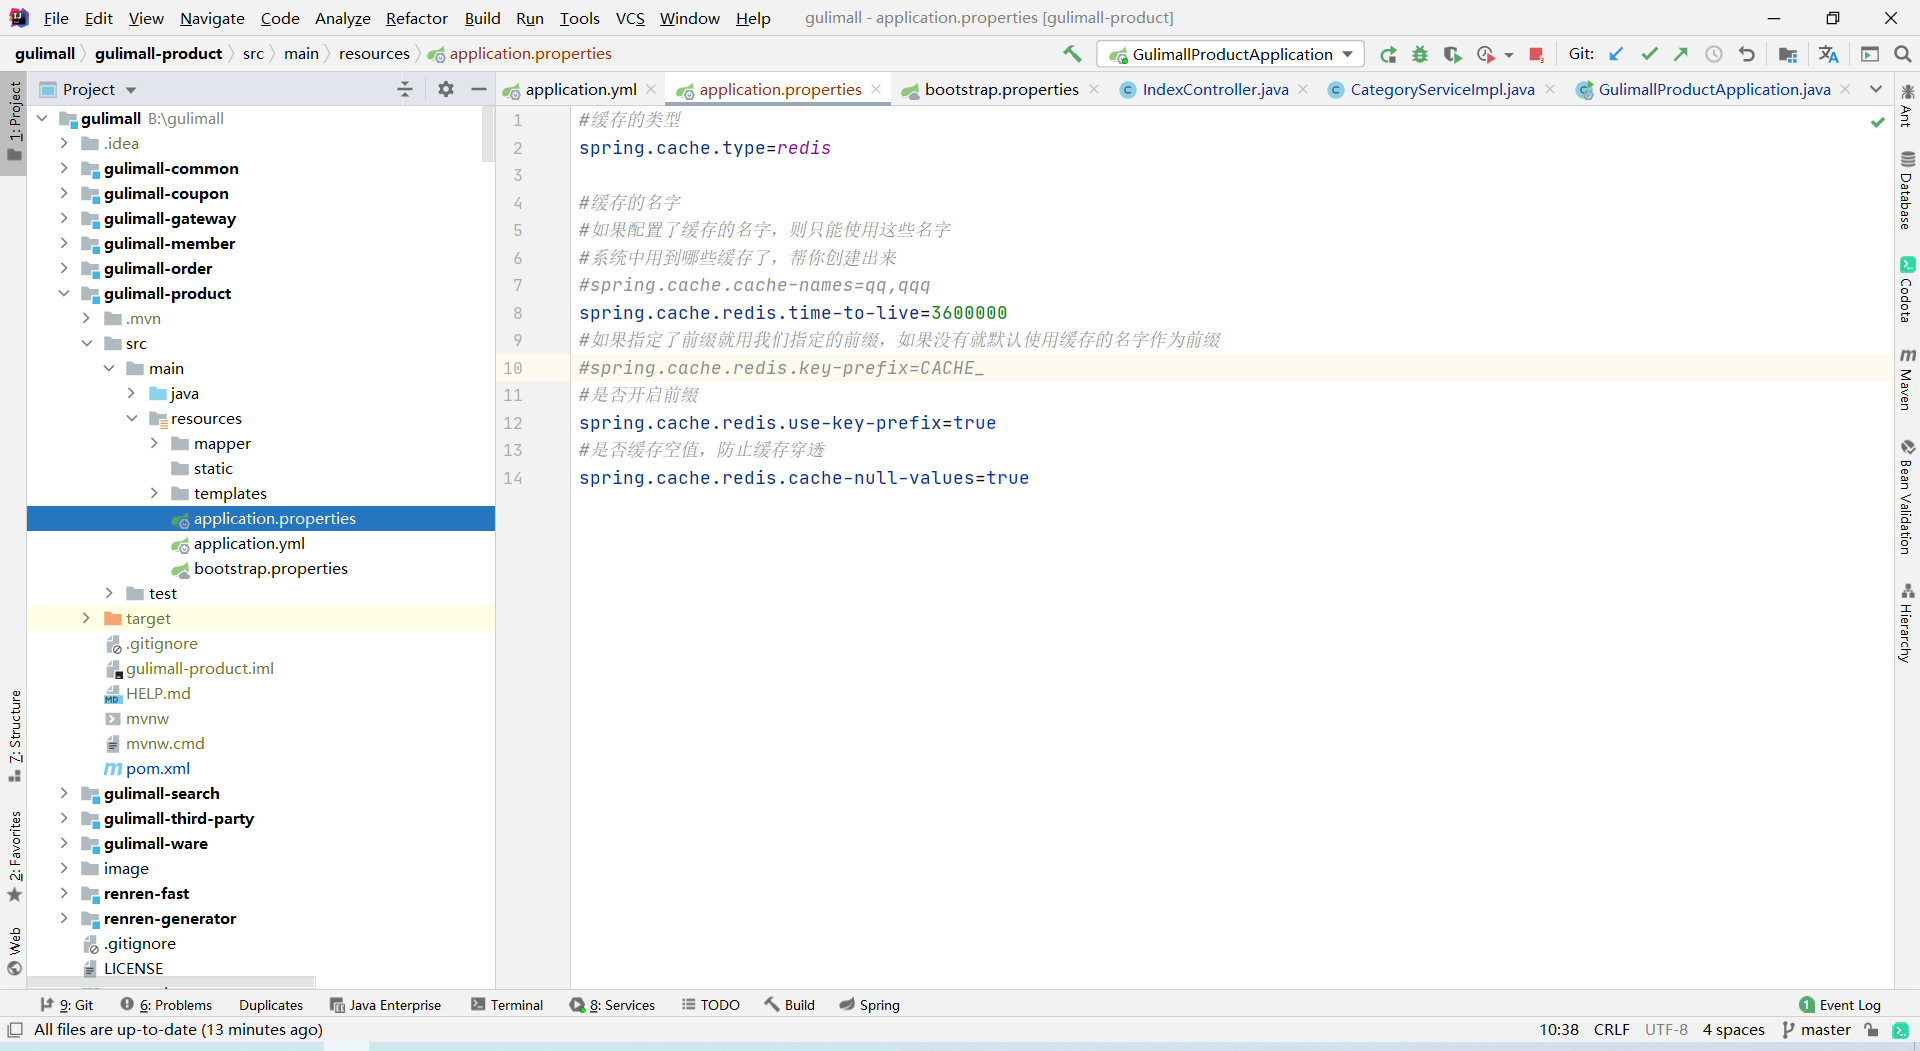 File Edit View Navigate Code Analyze Refactor Build Run Tools VCS Window Help gulimall - application.properties [gulimall-product]
gulimall gulimall-product src main resources application.properties GulimallProductApplication Git:
Project application.yml application.properties bootstrap.properties IndexController.java CategoryServiceImpl.java GulimallProductApplication.java
1: Project
7: Structure
2: Favorites
Web
gulimall B:\gulimall
.idea
gulimall-common
gulimall-coupon
gulimall-gateway
gulimall-member
gulimall-order
gulimall-product
.mvn
src
main
java
resources
mapper
static
templates
application.properties
application.yml
bootstrap.properties
test
target
.gitignore
gulimall-product.iml
HELP.md
mvnw
mvnw.cmd
pom.xml
gulimall-search
gulimall-third-party
gulimall-ware
image
renren-fast
renren-generator
.gitignore
LICENSE
1 #缓存的类型
2 spring.cache.type=redis
3
4 #缓存的名字
5 #如果配置了缓存的名字，则只能使用这些名字
6 #系统中用到哪些缓存了，帮你创建出来
7 #spring.cache.cache-names=qq,qqq
8 spring.cache.redis.time-to-live=3600000
9 #如果指定了前缀就用我们指定的前缀，如果没有就默认使用缓存的名字作为前缀
10 #spring.cache.redis.key-prefix=CACHE_
11 #是否开启前缀
12 spring.cache.redis.use-key-prefix=true
13 #是否缓存空值，防止缓存穿透
14 spring.cache.redis.cache-null-values=true
Ant
Database
Codota
Maven
Bean Validation
Hierarchy
9: Git 6: Problems Duplicates Java Enterprise Terminal 8: Services TODO Build Spring 1 Event Log
All files are up-to-date (13 minutes ago) 10:38 CRLF UTF-8 4 spaces master